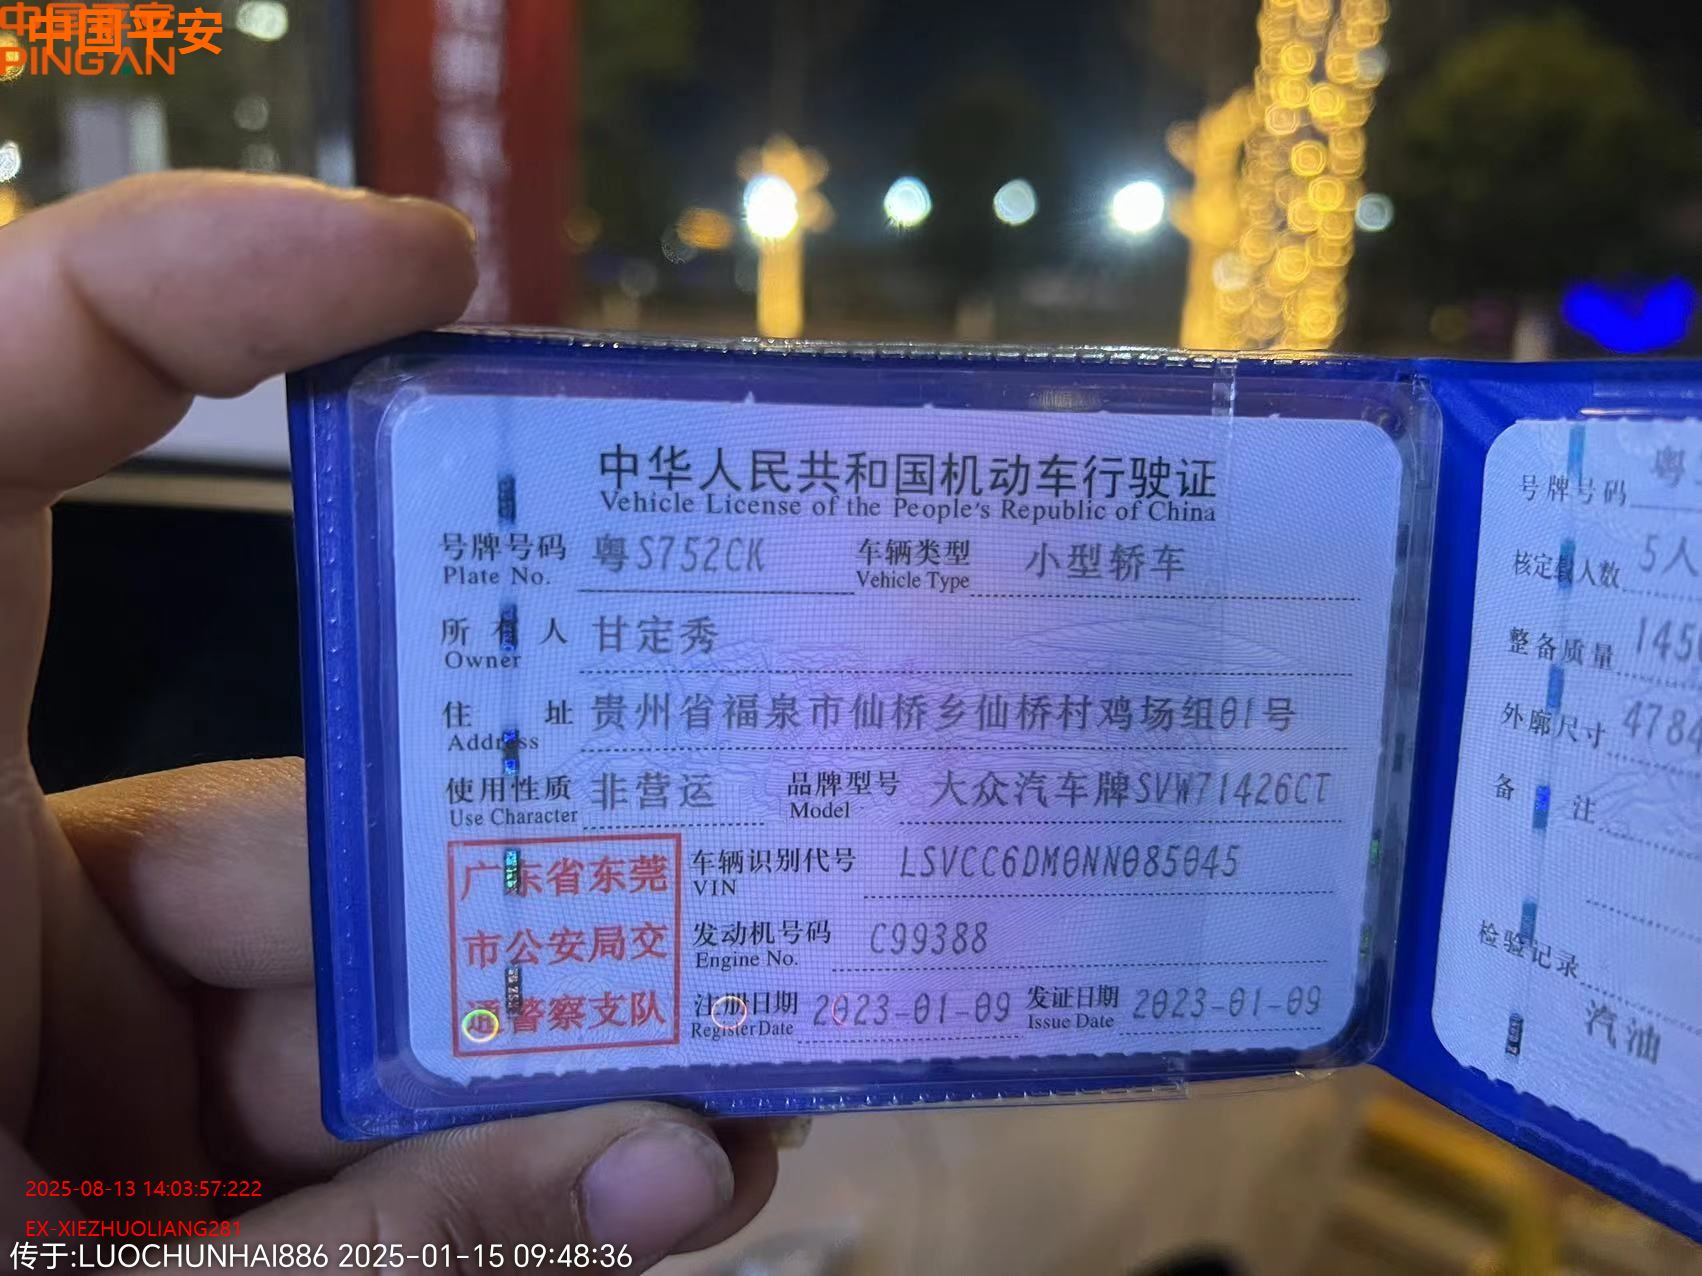 中国平安
PINGAN
中国平安
中华人民共和国机动车行驶证
Vehicle License of the People's Republic of China
号牌号码 粤S752CK 车辆类型 小型轿车
Plate No. Vehicle Type
所有人 甘定秀
Owner
住址 贵州省福泉市仙桥乡仙桥村鸡场组01号
Address
使用性质 非营运 品牌型号 大众汽车牌SVW71426CT
Use Character Model
广东省东莞
市公安局交
通警察支队
车辆识别代号 LSVCC6DM0NN085045
VIN
发动机号码 C99388
Engine No.
注册日期 2023-01-09 发证日期 2023-01-09
Register Date Issue Date
号牌号码 粤
核定载人数 5人
整备质量 145
外廓尺寸 4784
备注
检验记录
汽油
2025-08-13 14:03:57:222
EX-XIEZHUOLIANG281
传于:LUOCHUNHAI886 2025-01-15 09:48:36